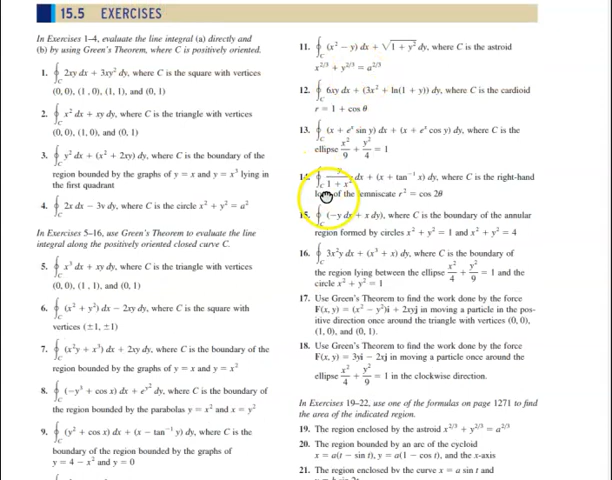 15.5 EXERCISES
In Exercises 1–4, evaluate the line integral (a) directly and
(b) by using Green's Theorem, where C is positively oriented.
1. ∮_C 2xy dx + 3xy² dy, where C is the square with vertices
(0, 0), (1, 0), (1, 1), and (0, 1)
2. ∮_C x² dx + xy dy, where C is the triangle with vertices
(0, 0), (1, 0), and (0, 1)
3. ∮_C y² dx + (x² + 2xy) dy, where C is the boundary of the
region bounded by the graphs of y = x and y = x³ lying in
the first quadrant
4. ∮_C 2x dx − 3y dy, where C is the circle x² + y² = a²
In Exercises 5–16, use Green's Theorem to evaluate the line
integral along the positively oriented closed curve C.
5. ∮_C x³ dx + xy dy, where C is the triangle with vertices
(0, 0), (1, 1), and (0, 1)
6. ∮_C (x² + y²) dx − 2xy dy, where C is the square with
vertices (±1, ±1)
7. ∮_C (x²y + x³) dx + 2xy dy, where C is the boundary of the
region bounded by the graphs of y = x and y = x²
8. ∮_C (−y³ + cos x) dx + e^{y²} dy, where C is the boundary of
the region bounded by the parabolas y = x² and x = y²
9. ∮_C (y² + cos x) dx + (x − tan⁻¹ y) dy, where C is the
boundary of the region bounded by the graphs of
y = 4 − x² and y = 0
11. ∮_C (x² − y) dx + √(1 + y²) dy, where C is the astroid
x^{2/3} + y^{2/3} = a^{2/3}
12. ∮_C 6xy dx + (3x² + ln(1 + y)) dy, where C is the cardioid
r = 1 + cos θ
13. ∮_C (x + eˣ sin y) dx + (x + eˣ cos y) dy, where C is the
ellipse x²/9 + y²/4 = 1
14. ∮_C 1 + x² dx + (x + tan⁻¹ x) dy, where C is the right-hand
loop of the lemniscate r² = cos 2θ
15. ∮_C (−y dx + x dy), where C is the boundary of the annular
region formed by circles x² + y² = 1 and x² + y² = 4
16. ∮_C 3x²y dx + (x³ + x) dy, where C is the boundary of
the region lying between the ellipse x²/4 + y²/9 = 1 and the
circle x² + y² = 1
17. Use Green's Theorem to find the work done by the force
F(x, y) = (x² − y²)i + 2xyj in moving a particle in the pos-
itive direction once around the triangle with vertices (0, 0),
(1, 0), and (0, 1).
18. Use Green's Theorem to find the work done by the force
F(x, y) = 3yi − 2xj in moving a particle once around the
ellipse x²/4 + y²/9 = 1 in the clockwise direction.
In Exercises 19–22, use one of the formulas on page 1271 to find
the area of the indicated region.
19. The region enclosed by the astroid x^{2/3} + y^{2/3} = a^{2/3}
20. The region bounded by an arc of the cycloid
x = a(t − sin t), y = a(1 − cos t), and the x-axis
21. The region enclosed by the curve x = a sin t and